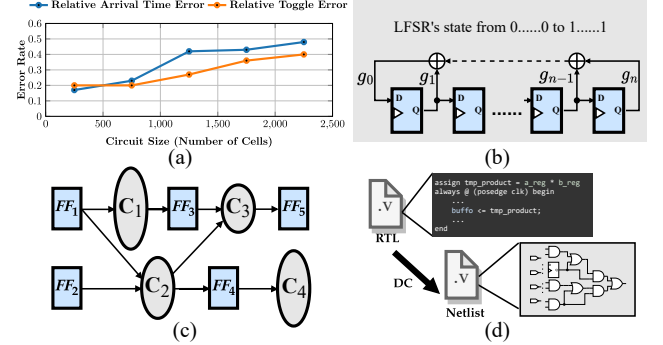 Relative Arrival Time Error
Relative Toggle Error
0.6
0.5
0.4
0.3
0.2
0.1
0
Error Rate
0
500
1,000
1,500
2,000
2,500
Circuit Size (Number of Cells)
(a)
LFSR's state from 0......0 to 1......1
g0
g1
gn−1
gn
D
Q
D
Q
......
D
Q
D
Q
(b)
FF1
C1
FF3
C3
FF5
FF2
C2
FF4
C4
(c)
.V
RTL
assign tmp_product = a_reg * b_reg
always @ (posedge clk) begin
...
buffo <= tmp_product;
...
end
DC
.V
Netlist
(d)